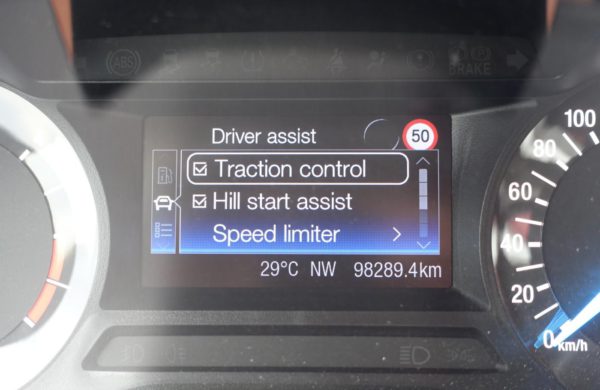 ABS
BRAKE
Driver assist
50
Traction control
Hill start assist
Speed limiter
29°C NW 98289.4km
100
80
60
40
20
0
km/h